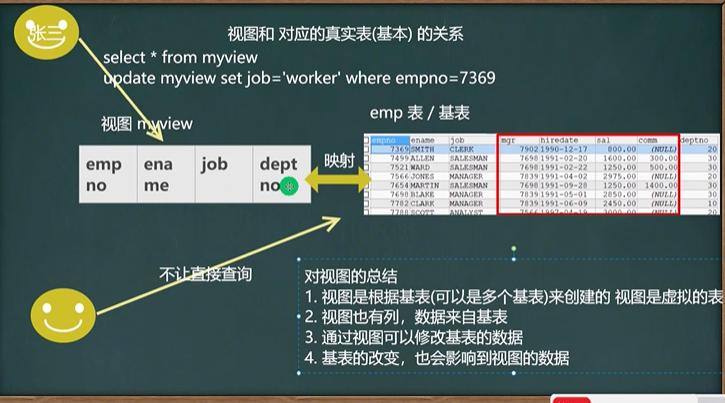 张三
视图和 对应的真实表(基本) 的关系
select * from myview
update myview set job='worker' where empno=7369
视图 myview
emp 表 / 基表
empno ename job mgr hiredate sal comm deptno
7369 SMITH CLERK 7902 1990-12-17 800.00 (NULL) 20
7499 ALLEN SALESMAN 7698 1991-02-20 1600.00 300.00 30
7521 WARD SALESMAN 7698 1991-02-22 1250.00 500.00 30
7566 JONES MANAGER 7839 1991-04-02 2975.00 (NULL) 20
7654 MARTIN SALESMAN 7698 1991-09-28 1250.00 1400.00 30
7698 BLAKE MANAGER 7839 1991-05-01 2850.00 (NULL) 30
7782 CLARK MANAGER 7839 1991-06-09 2450.00 (NULL) 10
7788 SCOTT ANALYST 7566 1997-04-19 3000.00 (NULL) 20
emp
no
ena
me
job
dept
no
映射
不让直接查询
对视图的总结
1. 视图是根据基表(可以是多个基表)来创建的 视图是虚拟的表
2. 视图也有列，数据来自基表
3. 通过视图可以修改基表的数据
4. 基表的改变，也会影响到视图的数据